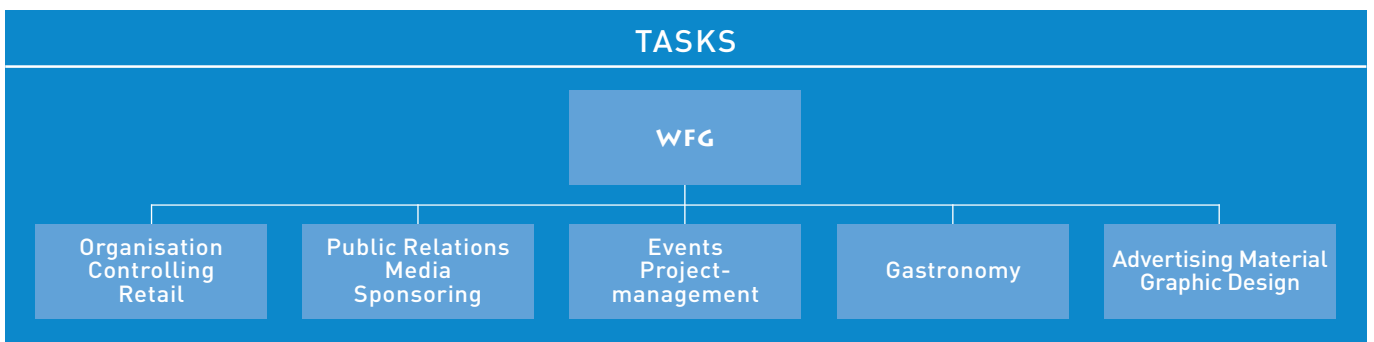 TASKS
WFG
Organisation
Controlling
Retail
Public Relations
Media
Sponsoring
Events
Project-
management
Gastronomy
Advertising Material
Graphic Design